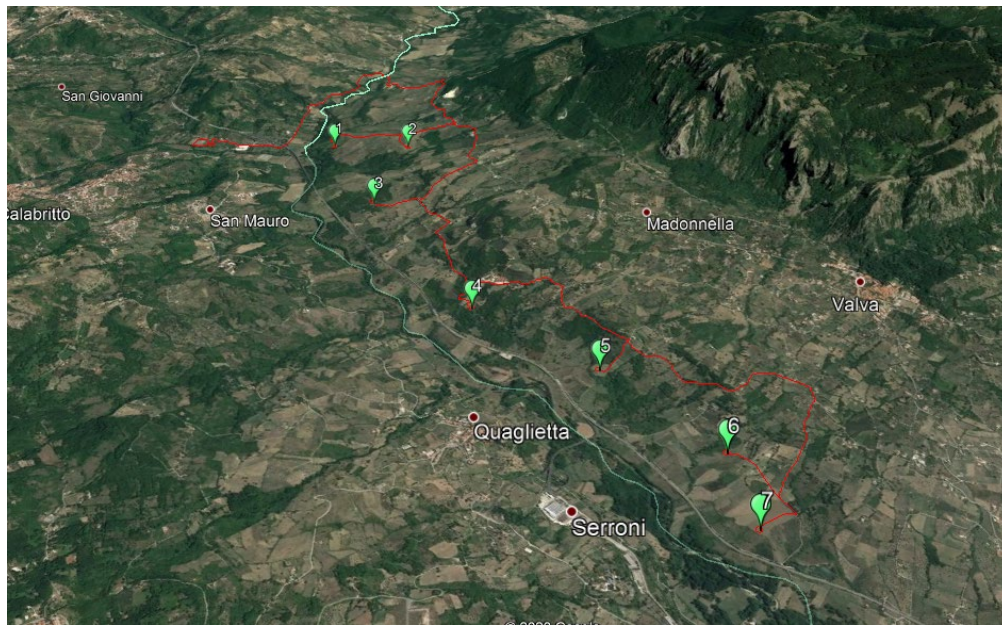 San Giovanni
1
2
3
Calabritto
San Mauro
Madonnella
4
Valva
5
Quaglietta
6
7
Serroni